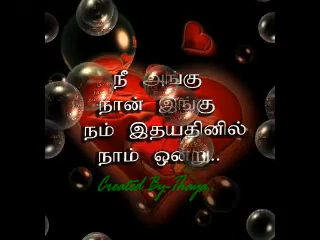 நீ அங்கு
நான் இங்கு
நம் இதயதினில்
நாம் ஒன்று..
Created By-Thaya..